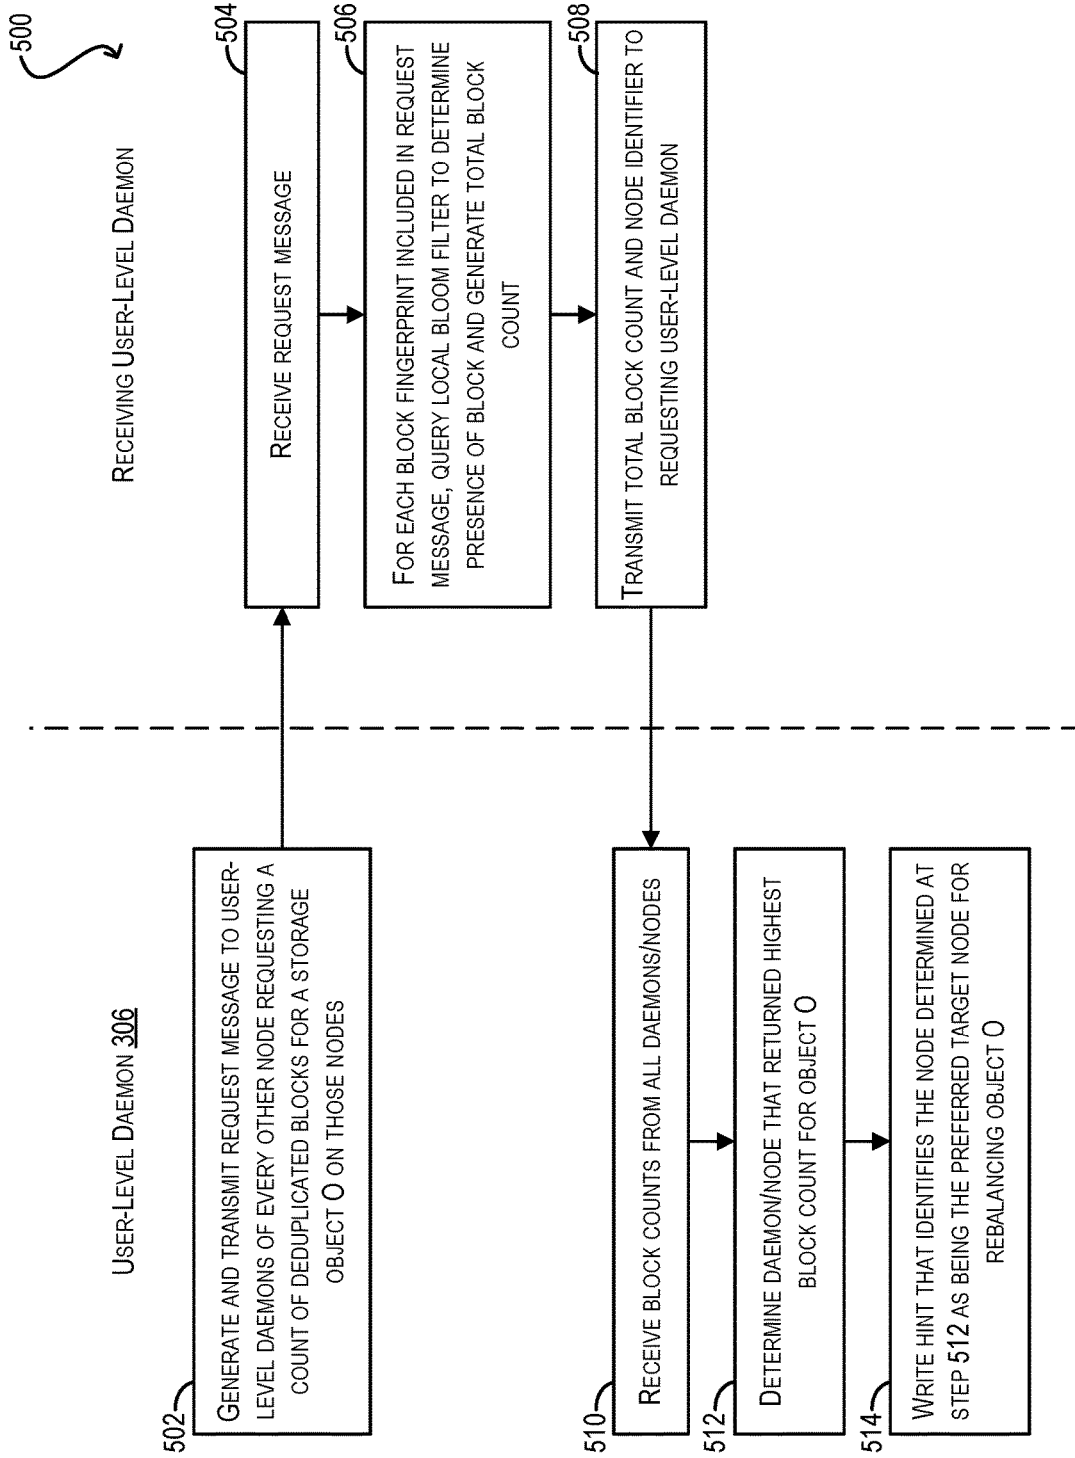 500
USER-LEVEL DAEMON 306
RECEIVING USER-LEVEL DAEMON
502
GENERATE AND TRANSMIT REQUEST MESSAGE TO USER-
LEVEL DAEMONS OF EVERY OTHER NODE REQUESTING A
COUNT OF DEDUPLICATED BLOCKS FOR A STORAGE
OBJECT O ON THOSE NODES
504
RECEIVE REQUEST MESSAGE
506
FOR EACH BLOCK FINGERPRINT INCLUDED IN REQUEST
MESSAGE, QUERY LOCAL BLOOM FILTER TO DETERMINE
PRESENCE OF BLOCK AND GENERATE TOTAL BLOCK
COUNT
508
TRANSMIT TOTAL BLOCK COUNT AND NODE IDENTIFIER TO
REQUESTING USER-LEVEL DAEMON
510
RECEIVE BLOCK COUNTS FROM ALL DAEMONS/NODES
512
DETERMINE DAEMON/NODE THAT RETURNED HIGHEST
BLOCK COUNT FOR OBJECT O
514
WRITE HINT THAT IDENTIFIES THE NODE DETERMINED AT
STEP 512 AS BEING THE PREFERRED TARGET NODE FOR
REBALANCING OBJECT O